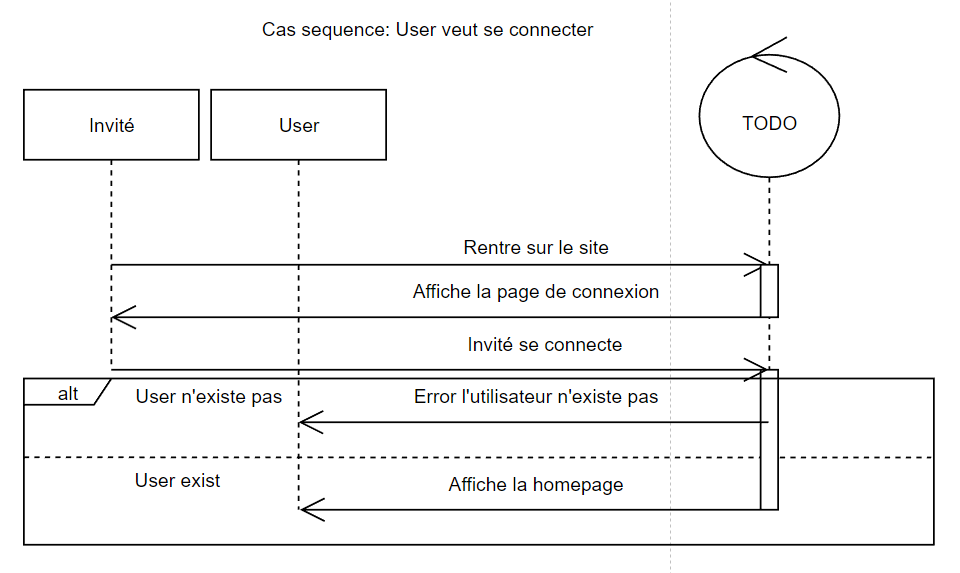 Cas sequence: User veut se connecter
Invité
User
TODO
Rentre sur le site
Affiche la page de connexion
Invité se connecte
alt
User n'existe pas
Error l'utilisateur n'existe pas
User exist
Affiche la homepage